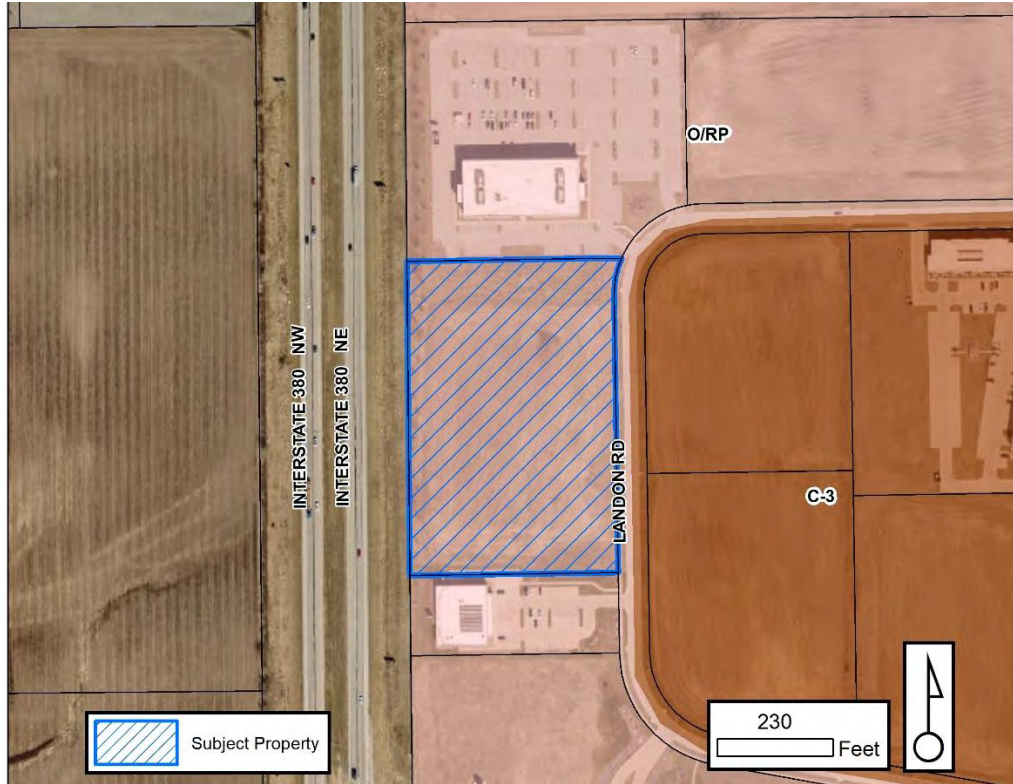 O/RP
INTERSTATE 380 NW
INTERSTATE 380 NE
LANDON RD
C-3
Subject Property
230
Feet